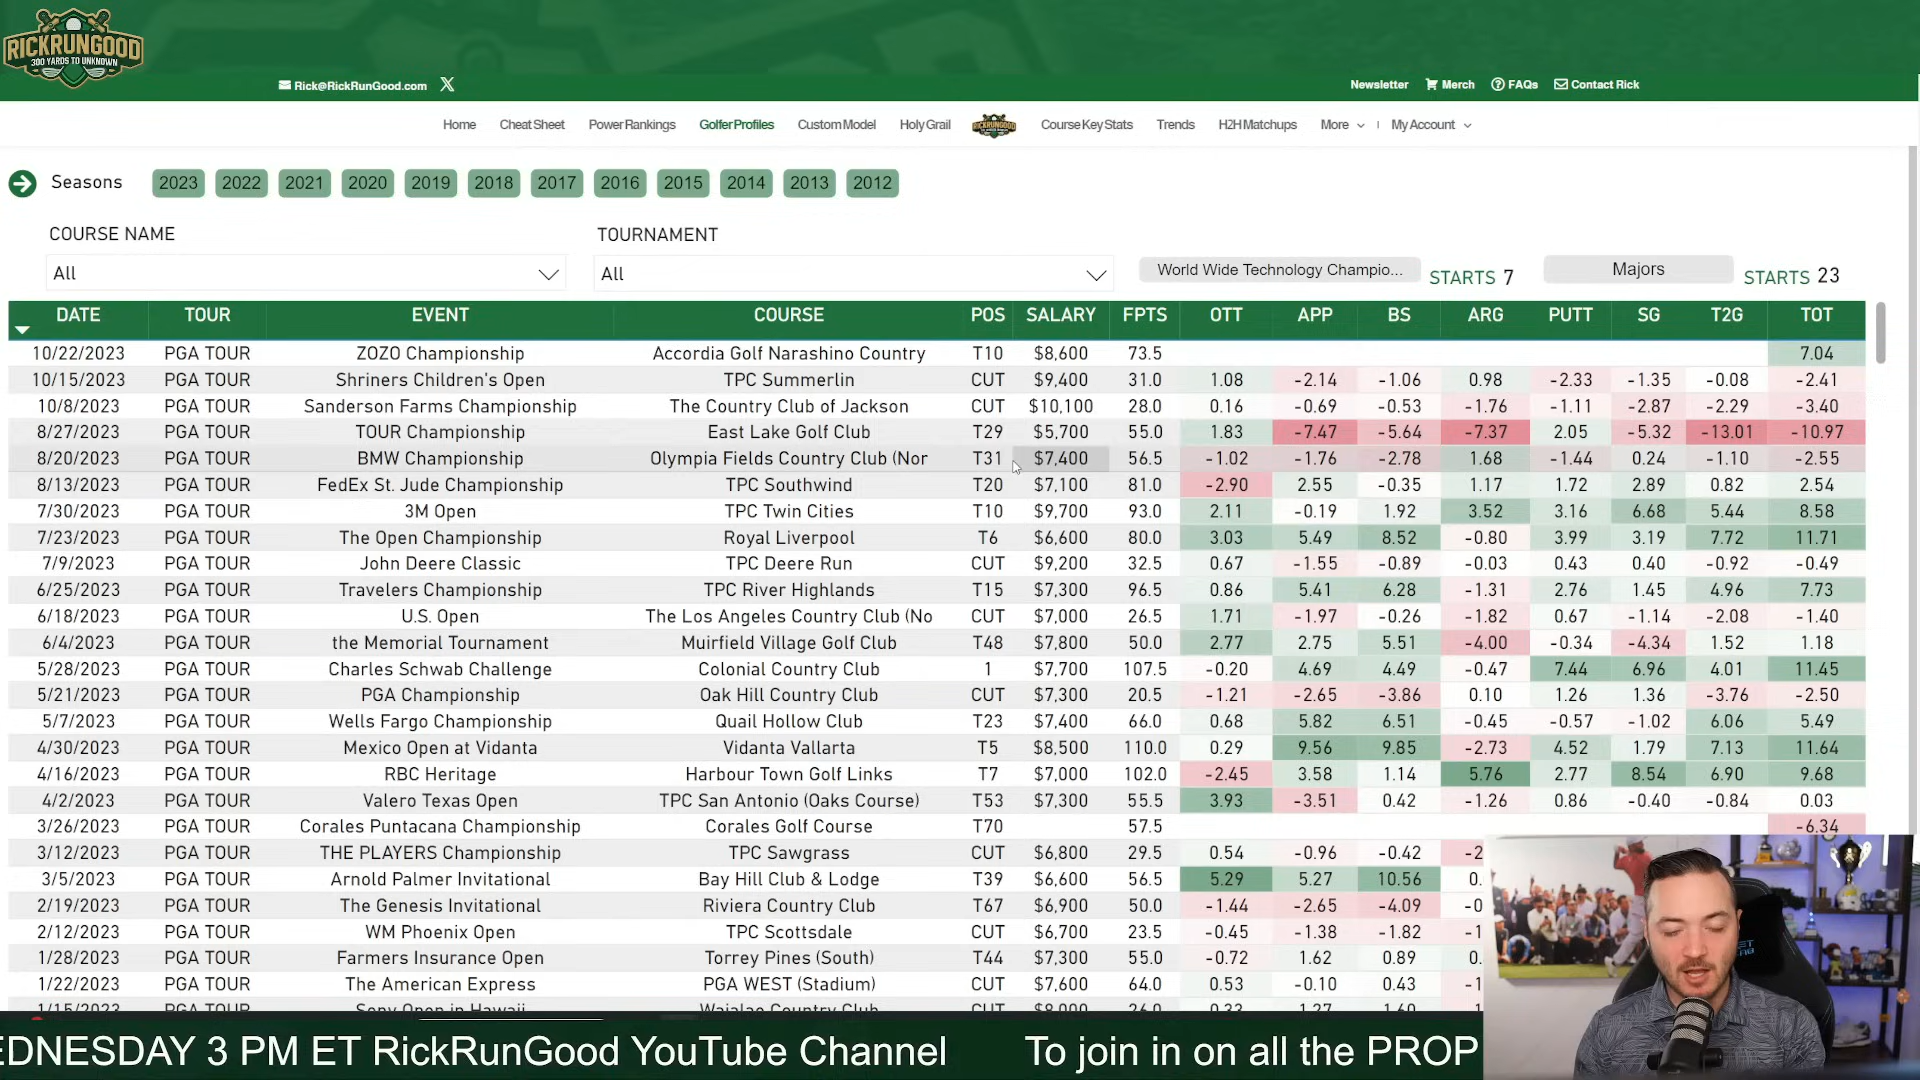 RICKRUNGOOD
300 YARDS TO UNKNOWN
Rick@RickRunGood.com
Newsletter Merch FAQs Contact Rick
Home Cheat Sheet Power Rankings Golfer Profiles Custom Model Holy Grail RICKRUNGOOD Course Key Stats Trends H2H Matchups More My Account
Seasons 2023 2022 2021 2020 2019 2018 2017 2016 2015 2014 2013 2012
COURSE NAME TOURNAMENT
All All World Wide Technology Champio... STARTS 7 Majors STARTS 23
DATE TOUR EVENT COURSE POS SALARY FPTS OTT APP BS ARG PUTT SG T2G TOT
10/22/2023 PGA TOUR ZOZO Championship Accordia Golf Narashino Country T10 $8,600 73.5 7.04
10/15/2023 PGA TOUR Shriners Children's Open TPC Summerlin CUT $9,400 31.0 1.08 -2.14 -1.06 0.98 -2.33 -1.35 -0.08 -2.41
10/8/2023 PGA TOUR Sanderson Farms Championship The Country Club of Jackson CUT $10,100 28.0 0.16 -0.69 -0.53 -1.76 -1.11 -2.87 -2.29 -3.40
8/27/2023 PGA TOUR TOUR Championship East Lake Golf Club T29 $5,700 55.0 1.83 -7.47 -5.64 -7.37 2.05 -5.32 -13.01 -10.97
8/20/2023 PGA TOUR BMW Championship Olympia Fields Country Club (Nor T31 $7,400 56.5 -1.02 -1.76 -2.78 1.68 -1.44 0.24 -1.10 -2.55
8/13/2023 PGA TOUR FedEx St. Jude Championship TPC Southwind T20 $7,100 81.0 -2.90 2.55 -0.35 1.17 1.72 2.89 0.82 2.54
7/30/2023 PGA TOUR 3M Open TPC Twin Cities T10 $9,700 93.0 2.11 -0.19 1.92 3.52 3.16 6.68 5.44 8.58
7/23/2023 PGA TOUR The Open Championship Royal Liverpool T6 $6,600 80.0 3.03 5.49 8.52 -0.80 3.99 3.19 7.72 11.71
7/9/2023 PGA TOUR John Deere Classic TPC Deere Run CUT $9,200 32.5 0.67 -1.55 -0.89 -0.03 0.43 0.40 -0.92 -0.49
6/25/2023 PGA TOUR Travelers Championship TPC River Highlands T15 $7,300 96.5 0.86 5.41 6.28 -1.31 2.76 1.45 4.96 7.73
6/18/2023 PGA TOUR U.S. Open The Los Angeles Country Club (No CUT $7,000 26.5 1.71 -1.97 -0.26 -1.82 0.67 -1.14 -2.08 -1.40
6/4/2023 PGA TOUR the Memorial Tournament Muirfield Village Golf Club T48 $7,800 50.0 2.77 2.75 5.51 -4.00 -0.34 -4.34 1.52 1.18
5/28/2023 PGA TOUR Charles Schwab Challenge Colonial Country Club 1 $7,700 107.5 -0.20 4.69 4.49 -0.47 7.44 6.96 4.01 11.45
5/21/2023 PGA TOUR PGA Championship Oak Hill Country Club CUT $7,300 20.5 -1.21 -2.65 -3.86 0.10 1.26 1.36 -3.76 -2.50
5/7/2023 PGA TOUR Wells Fargo Championship Quail Hollow Club T23 $7,400 66.0 0.68 5.82 6.51 -0.45 -0.57 -1.02 6.06 5.49
4/30/2023 PGA TOUR Mexico Open at Vidanta Vidanta Vallarta T5 $8,500 110.0 0.29 9.56 9.85 -2.73 4.52 1.79 7.13 11.64
4/16/2023 PGA TOUR RBC Heritage Harbour Town Golf Links T7 $7,000 102.0 -2.45 3.58 1.14 5.76 2.77 8.54 6.90 9.68
4/2/2023 PGA TOUR Valero Texas Open TPC San Antonio (Oaks Course) T53 $7,300 55.5 3.93 -3.51 0.42 -1.26 0.86 -0.40 -0.84 0.03
3/26/2023 PGA TOUR Corales Puntacana Championship Corales Golf Course T70 57.5 -6.34
3/12/2023 PGA TOUR THE PLAYERS Championship TPC Sawgrass CUT $6,800 29.5 0.54 -0.96 -0.42 -2
3/5/2023 PGA TOUR Arnold Palmer Invitational Bay Hill Club & Lodge T39 $6,600 56.5 5.29 5.27 10.56 0.
2/19/2023 PGA TOUR The Genesis Invitational Riviera Country Club T67 $6,900 50.0 -1.44 -2.65 -4.09 -0
2/12/2023 PGA TOUR WM Phoenix Open TPC Scottsdale CUT $6,700 23.5 -0.45 -1.38 -1.82 -1
1/28/2023 PGA TOUR Farmers Insurance Open Torrey Pines (South) T44 $7,300 55.0 -0.72 1.62 0.89 0.
1/22/2023 PGA TOUR The American Express PGA WEST (Stadium) CUT $7,600 64.0 0.53 -0.10 0.43 -1
1/15/2023 PGA TOUR Sony Open in Hawaii Waialae Country Club CUT
EDNESDAY 3 PM ET RickRunGood YouTube Channel To join in on all the PROP